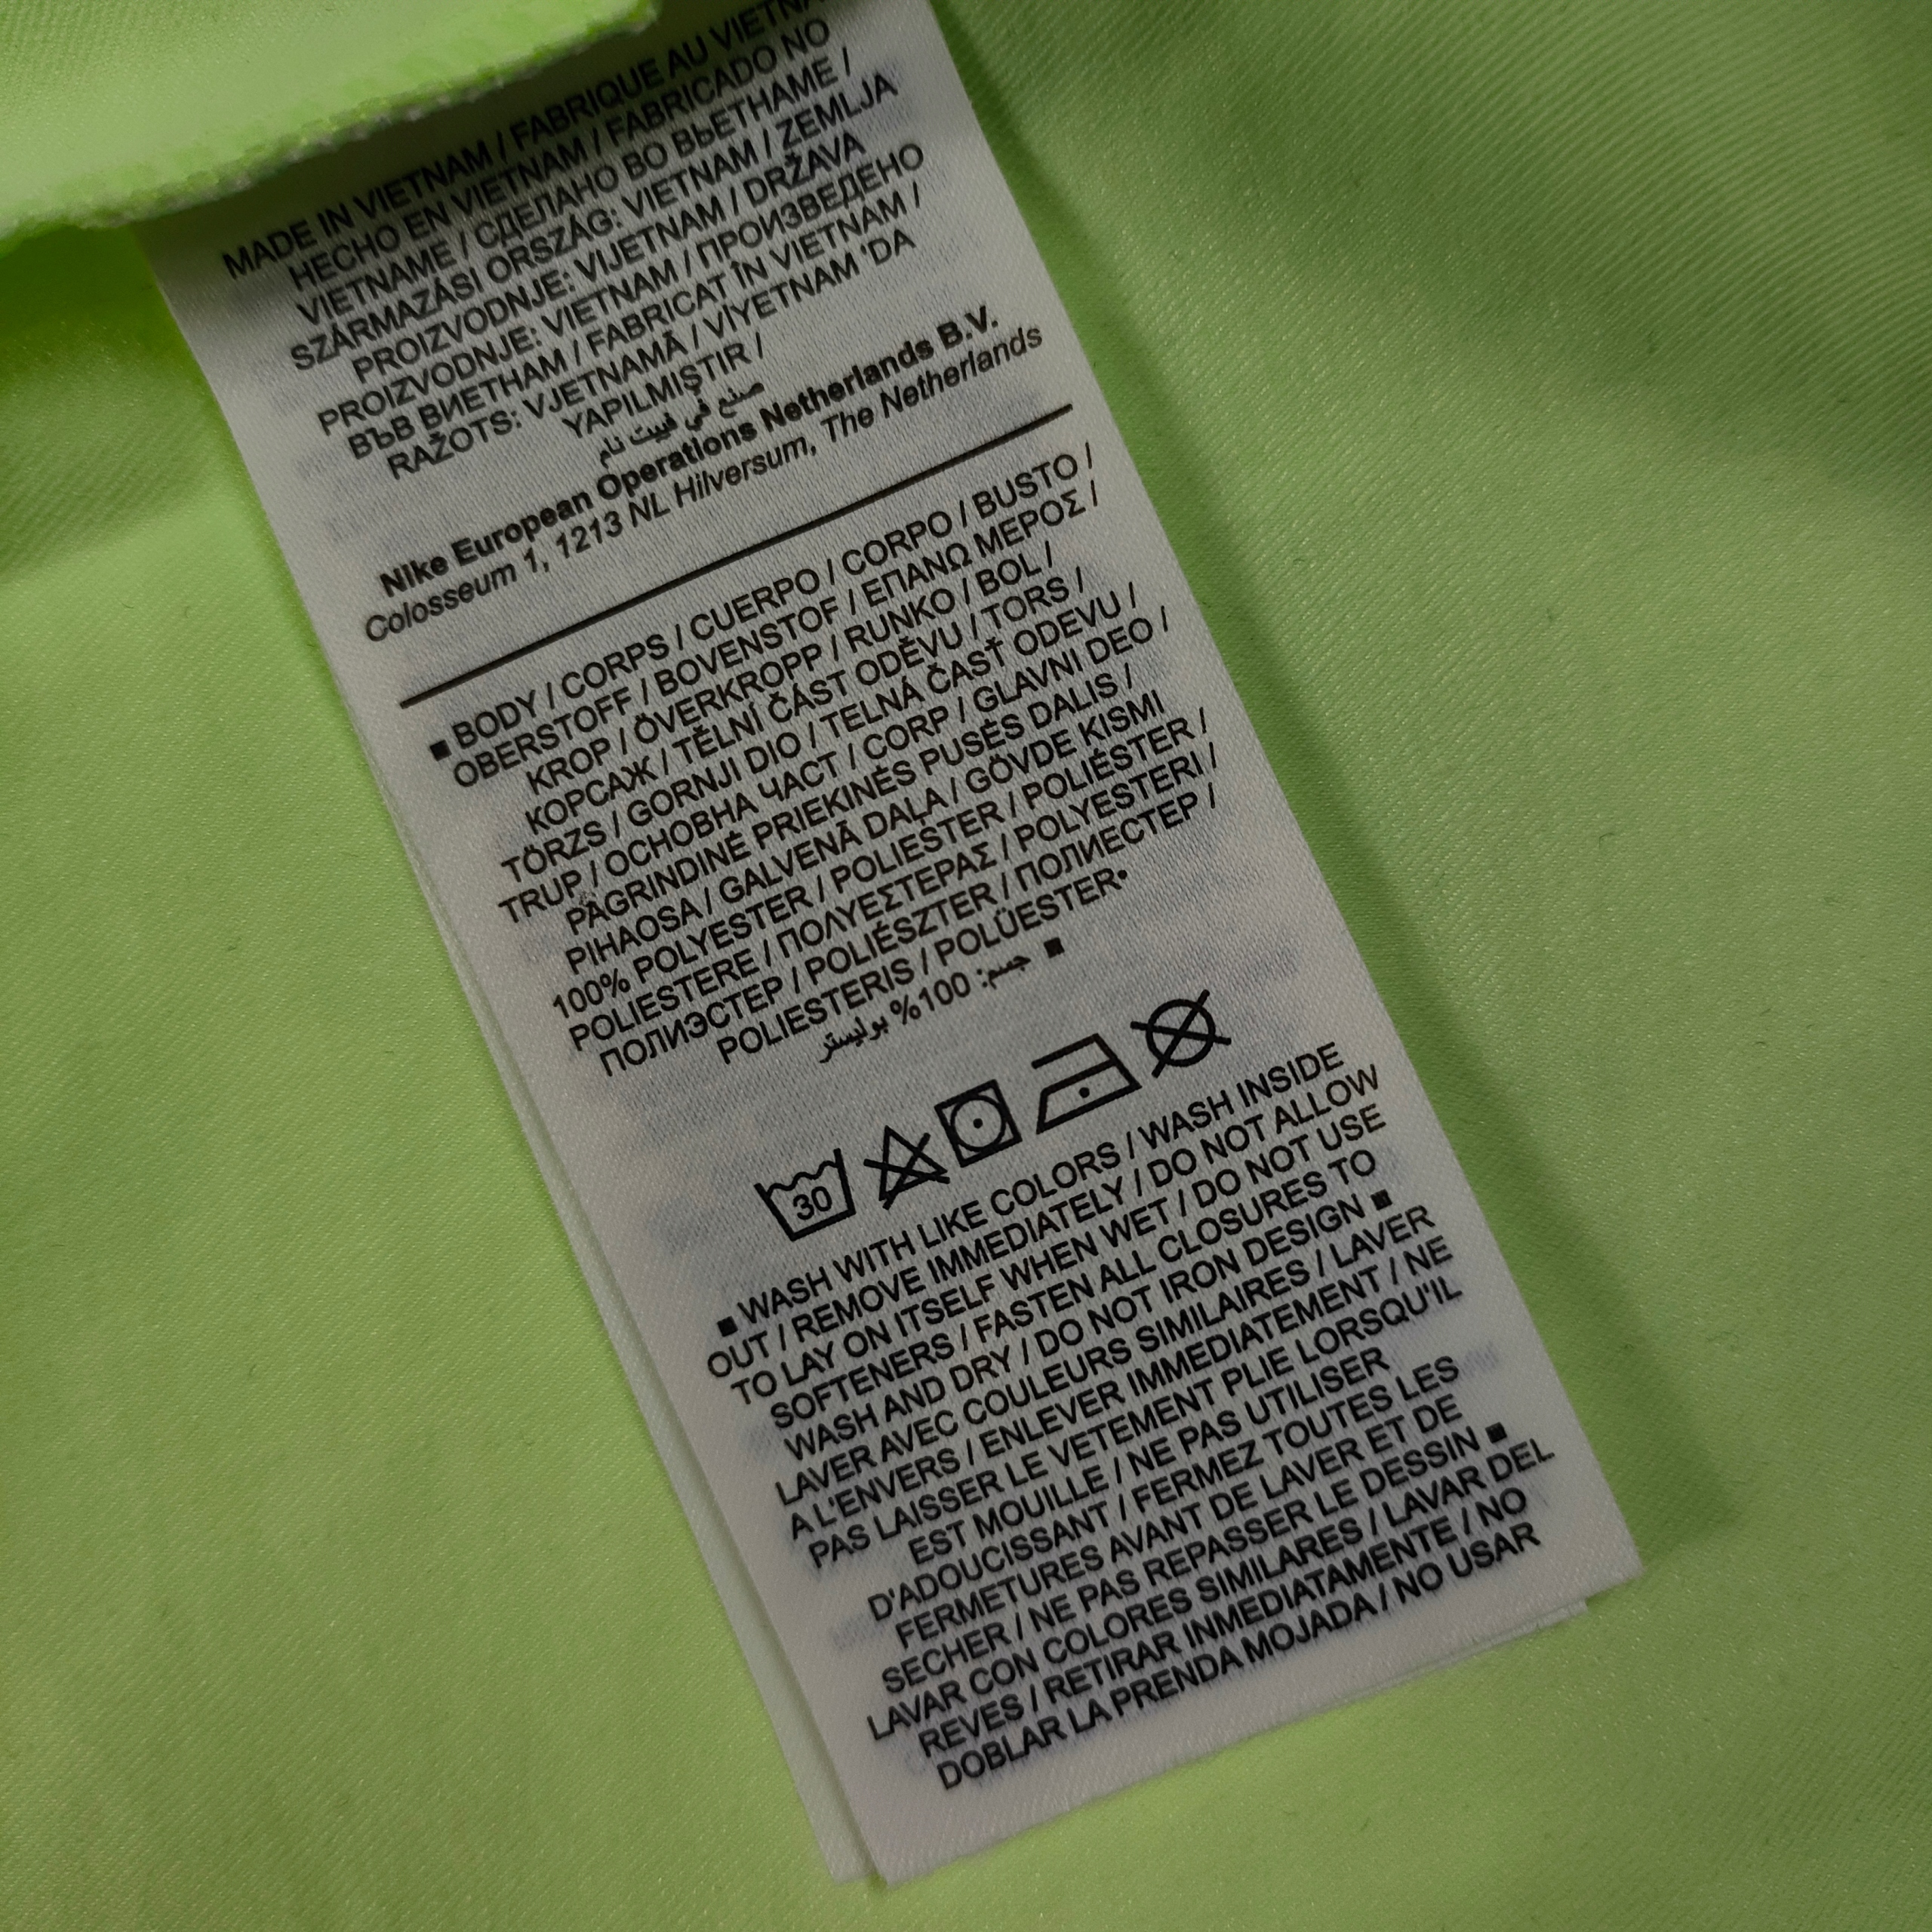 MADE IN VIETNAM / FABRIQUE AU
HECHO EN VIETNAM / FABRICADO NO
VIETNAME / СДЕЛАНО ВО ВЬЕТНАМЕ /
SZÁRMAZÁSI ORSZÁG: VIETNAM / ZEMLJA
PROIZVODNJE: VIJETNAM / DRŽAVA
PROIZVODNJE: VIETNAM / ПРОИЗВЕДЕНО
ВЪВ ВИЕТНАМ / FABRICAT ÎN VIETNAM /
RAŽOTS: VJETNAMĀ / VİYETNAM 'DA
YAPILMIŞTIR /
صنع في فييت نام
Nike European Operations Netherlands B.V.
Colosseum 1, 1213 NL Hilversum, The Netherlands
■ BODY / CORPS / CUERPO / CORPO / BUSTO /
OBERSTOFF / BOVENSTOF / ΕΠΑΝΩ ΜΕΡΟΣ /
KROP / ÖVERKROPP / RUNKO / BOL /
КОРСАЖ / TĚLNÍ ČÁST ODĚVU / TORS /
TÖRZS / GORNJI DIO / TELNÁ ČASŤ ODEVU /
TRUP / ОСНОВНА ЧАСТ / CORP / GLAVNI DEO /
PAGRINDINĖ PRIEKINĖS PUSĖS DALIS /
PIHAOSA / GALVENĀ DAĻA / GÖVDE KISMI
100% POLYESTER / POLIESTER / POLIÉSTER /
POLIESTERE / ΠΟΛΥΕΣΤΕΡΑΣ / POLYESTERI /
ПОЛИЭСТЕР / POLIÉSZTER / ПОЛИЕСТЕР /
POLIESTERIS / POLÜESTER•
■ جسم: 100% بوليستر
30
■ WASH WITH LIKE COLORS / WASH INSIDE
OUT / REMOVE IMMEDIATELY / DO NOT ALLOW
TO LAY ON ITSELF WHEN WET / DO NOT USE
SOFTENERS / FASTEN ALL CLOSURES TO
WASH AND DRY / DO NOT IRON DESIGN ■
LAVER AVEC COULEURS SIMILAIRES / LAVER
A L'ENVERS / ENLEVER IMMEDIATEMENT / NE
PAS LAISSER LE VETEMENT PLIE LORSQU'IL
EST MOUILLE / NE PAS UTILISER
D'ADOUCISSANT / FERMEZ TOUTES LES
FERMETURES AVANT DE LAVER ET DE
SECHER / NE PAS REPASSER LE DESSIN ■
LAVAR CON COLORES SIMILARES / LAVAR DEL
REVES / RETIRAR INMEDIATAMENTE / NO
DOBLAR LA PRENDA MOJADA / NO USAR